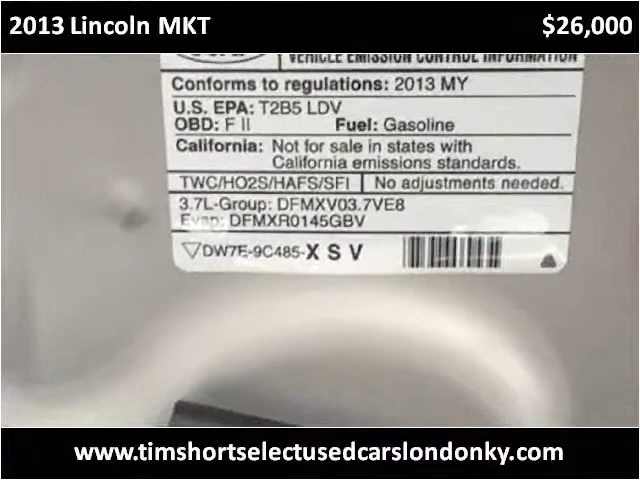 2013 Lincoln MKT $26,000
VEHICLE EMISSION CONTROL INFORMATION
Conforms to regulations: 2013 MY
U.S. EPA: T2B5 LDV
OBD: F II Fuel: Gasoline
California: Not for sale in states with
California emissions standards.
TWC/HO2S/HAFS/SFI No adjustments needed.
3.7L-Group: DFMXV03.7VE8
Evap: DFMXR0145GBV
DW7E-9C485-X S V
www.timshortselectusedcarslondonky.com